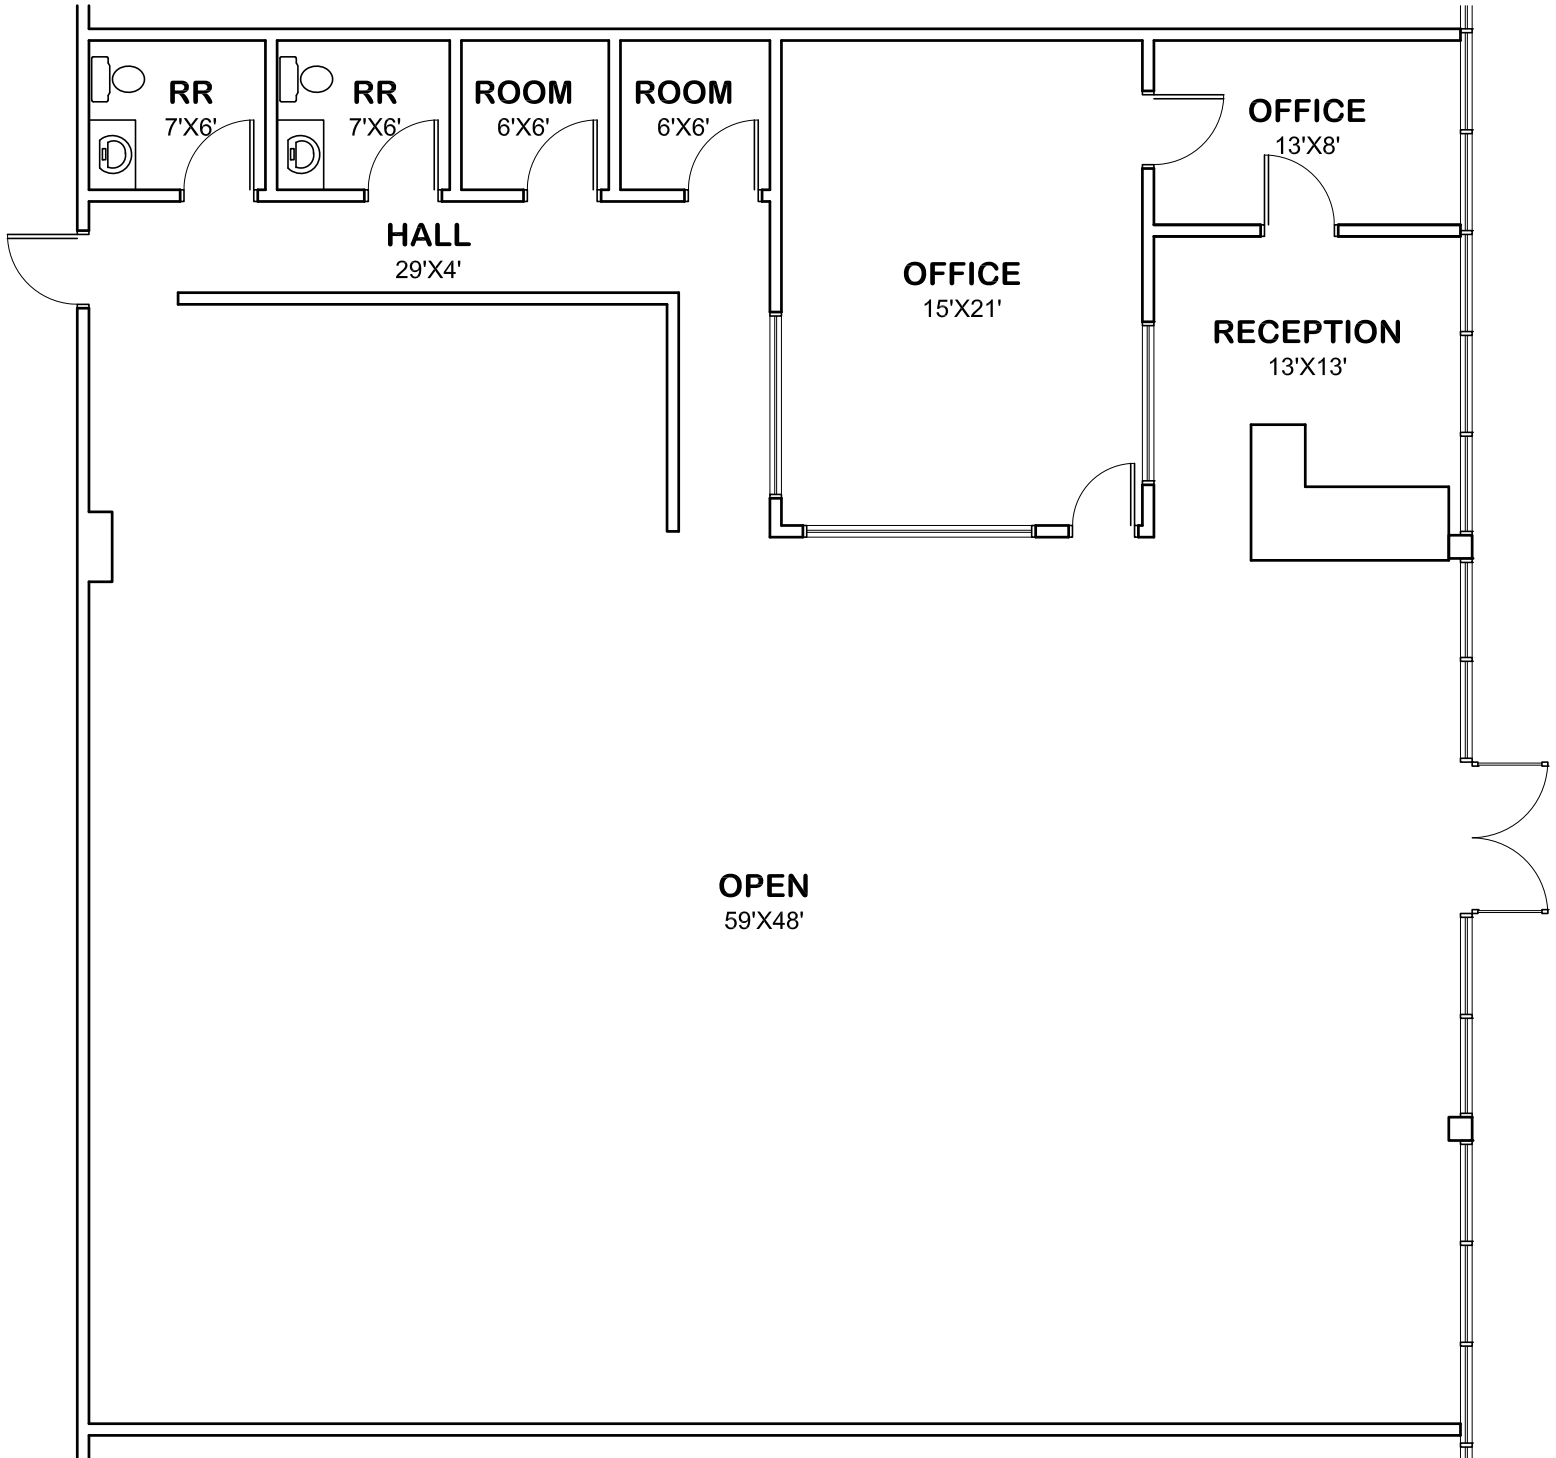 RR
7'X6'
RR
7'X6'
ROOM
6'X6'
ROOM
6'X6'
OFFICE
13'X8'
HALL
29'X4'
OFFICE
15'X21'
RECEPTION
13'X13'
OPEN
59'X48'